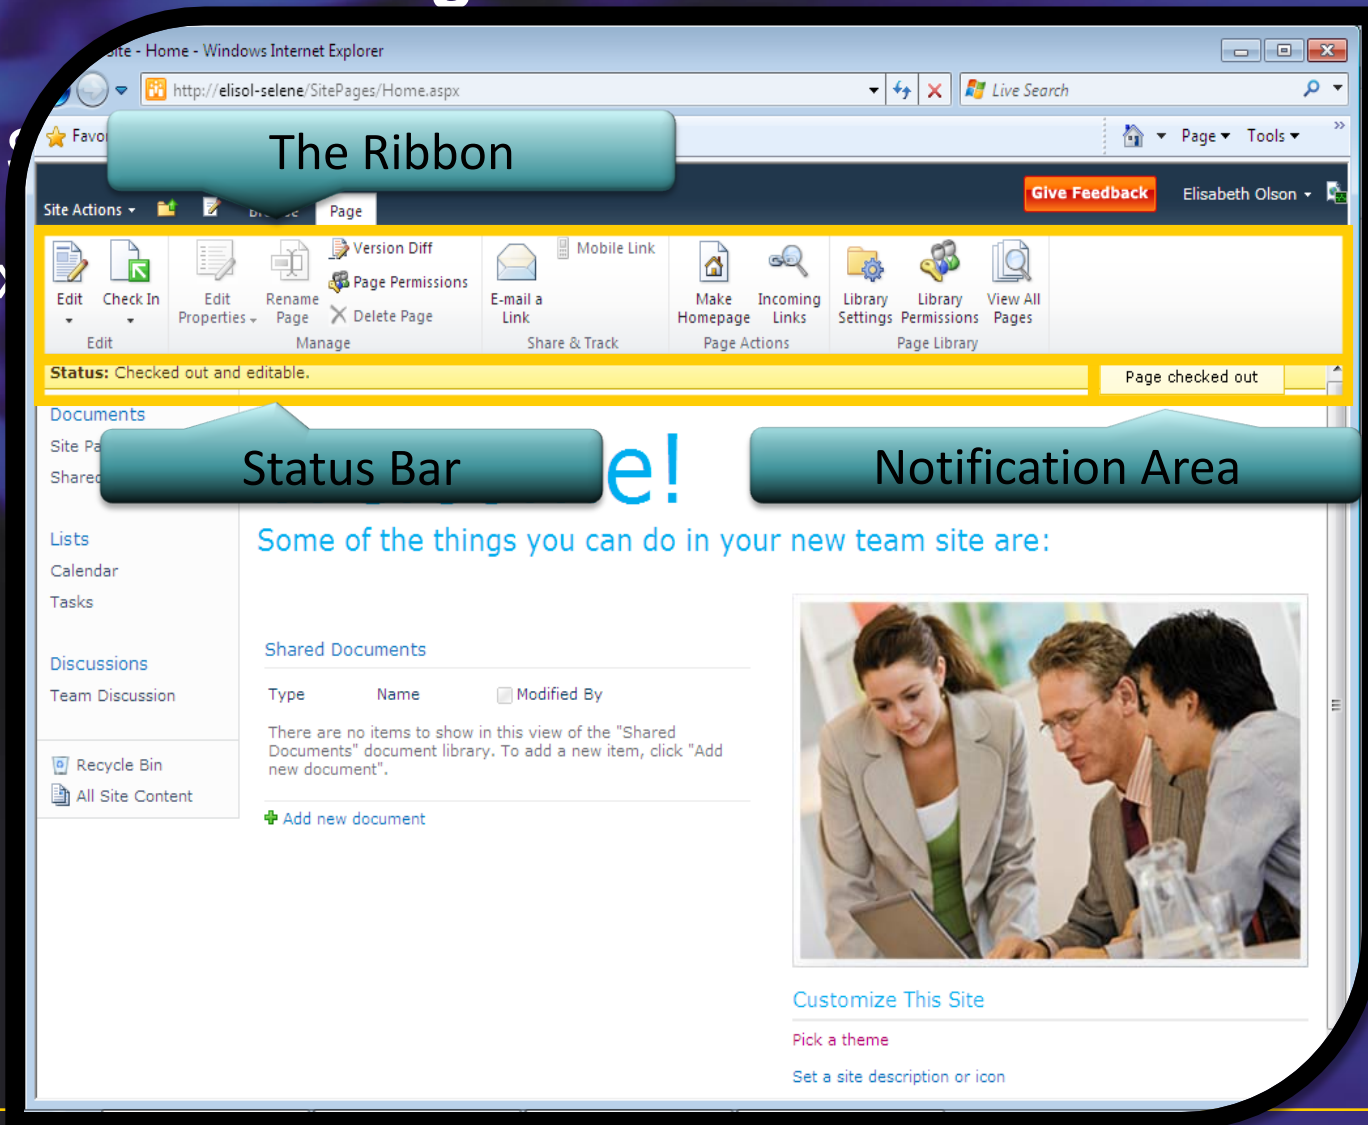 - Home - Windows Internet Explorer
http://elisol-selene/SitePages/Home.aspx
Live Search
Page Tools
The Ribbon
Give Feedback
Elisabeth Olson
Site Actions
Page
Edit
Check In
Edit Properties
Rename Page
Version Diff
Page Permissions
Delete Page
E-mail a Link
Mobile Link
Make Homepage
Incoming Links
Library Settings
Library Permissions
View All Pages
Edit
Manage
Share & Track
Page Actions
Page Library
Status: Checked out and editable.
Page checked out
Documents
Site
Shared
Status Bar
Notification Area
e!
Some of the things you can do in your new team site are:
Lists
Calendar
Tasks
Discussions
Team Discussion
Recycle Bin
All Site Content
Shared Documents
Type Name Modified By
There are no items to show in this view of the "Shared
Documents" document library. To add a new item, click "Add
new document".
Add new document
Customize This Site
Pick a theme
Set a site description or icon